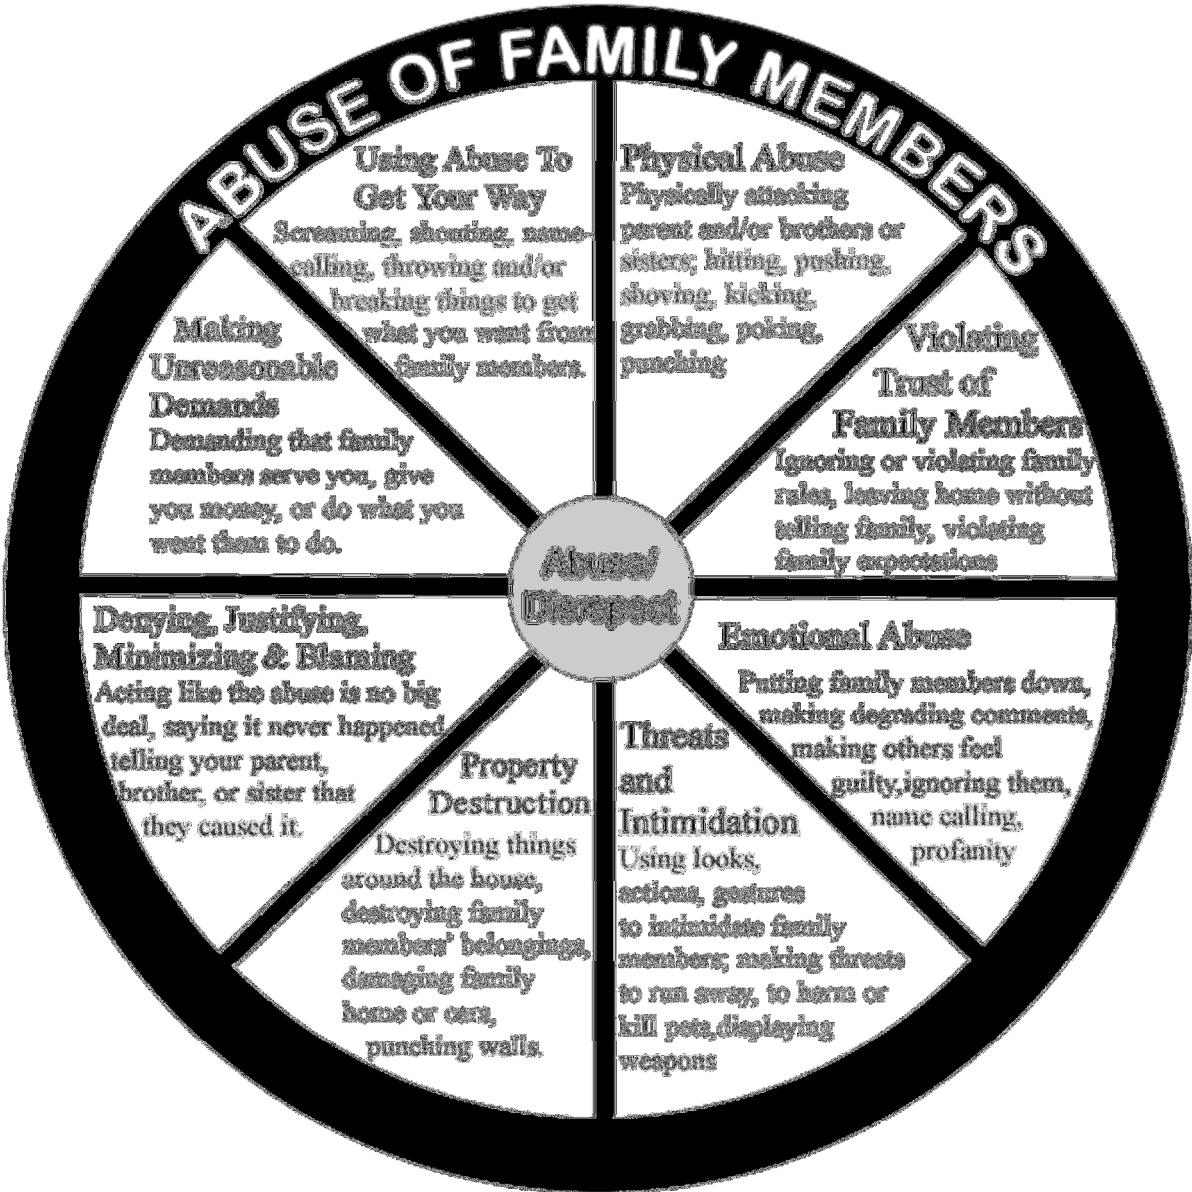 ABUSE OF FAMILY MEMBERS
Using Abuse To
Get Your Way
Screaming, shouting, name-
calling, throwing and/or
breaking things to get
what you want from
family members.
Physical Abuse
Physically attacking
parent and/or brothers or
sisters; hitting, pushing,
shoving, kicking,
grabbing, poking,
punching
Violating
Trust of
Family Members
Ignoring or violating family
rules, leaving home without
telling family, violating
family expectations
Emotional Abuse
Putting family members down,
making degrading comments,
making others feel
guilty,ignoring them,
name calling,
profanity
Threats
and
Intimidation
Using looks,
actions, gestures
to intimidate family
members; making threats
to run away, to harm or
kill pets,displaying
weapons
Property
Destruction
Destroying things
around the house,
destroying family
members' belongings,
damaging family
home or cars,
punching walls.
Denying, Justifying,
Minimizing & Blaming
Acting like the abuse is no big
deal, saying it never happened
telling your parent,
brother, or sister that
they caused it.
Making
Unreasonable
Demands
Demanding that family
members serve you, give
you money, or do what you
want them to do.
Abuse/
Disrepect